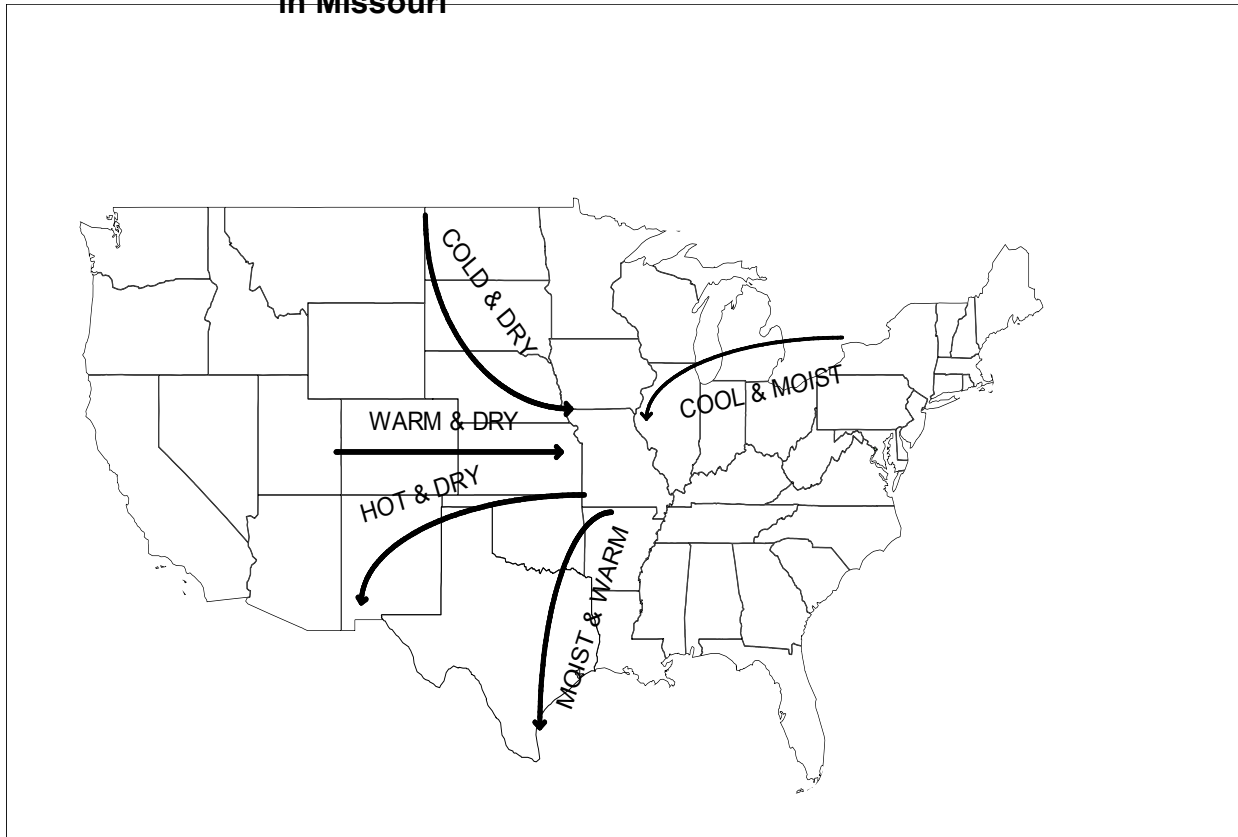 in Missouri
COLD & DRY
COOL & MOIST
WARM & DRY
HOT & DRY
MOIST & WARM